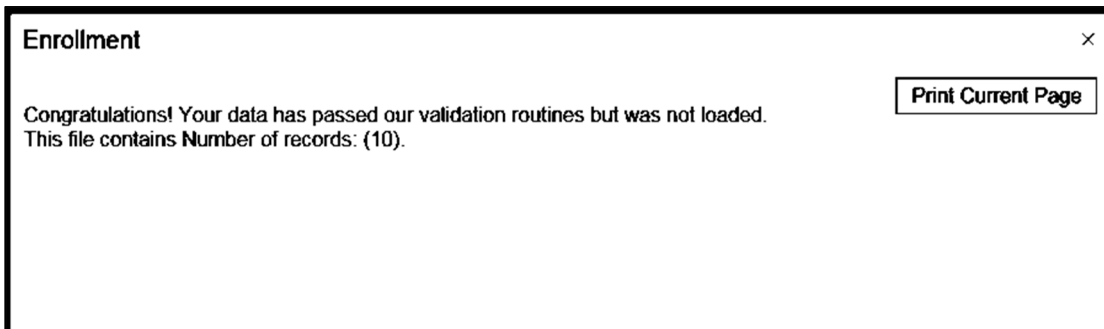 Enrollment
×
Print Current Page
Congratulations! Your data has passed our validation routines but was not loaded.
This file contains Number of records: (10).